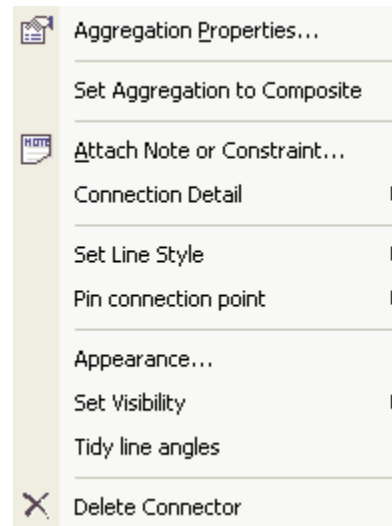 Aggregation Properties...
Set Aggregation to Composite
NOTE
Attach Note or Constraint...
Connection Detail
Set Line Style
Pin connection point
Appearance...
Set Visibility
Tidy line angles
Delete Connector